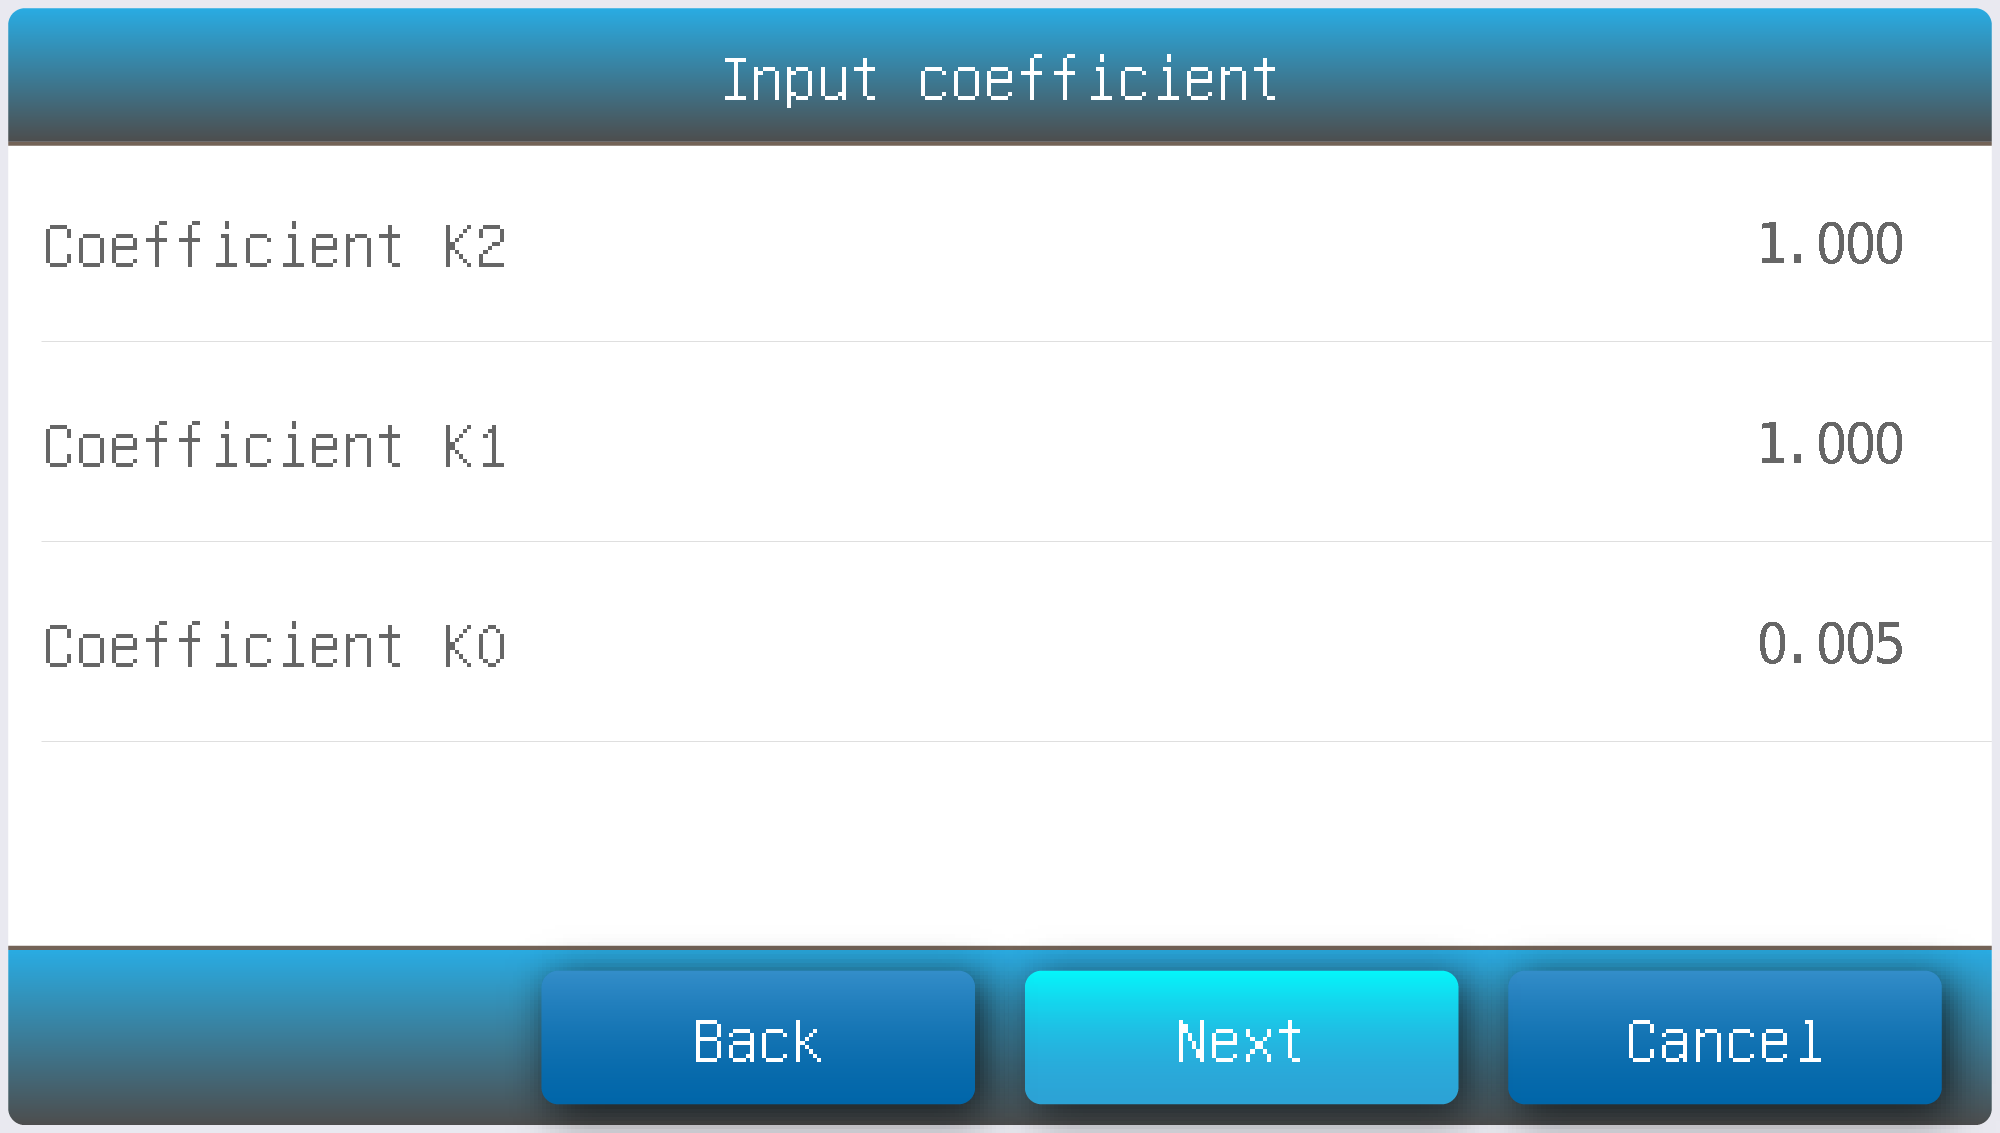 Input coefficient
Coefficient K2 1.000
Coefficient K1 1.000
Coefficient K0 0.005
Back Next Cancel